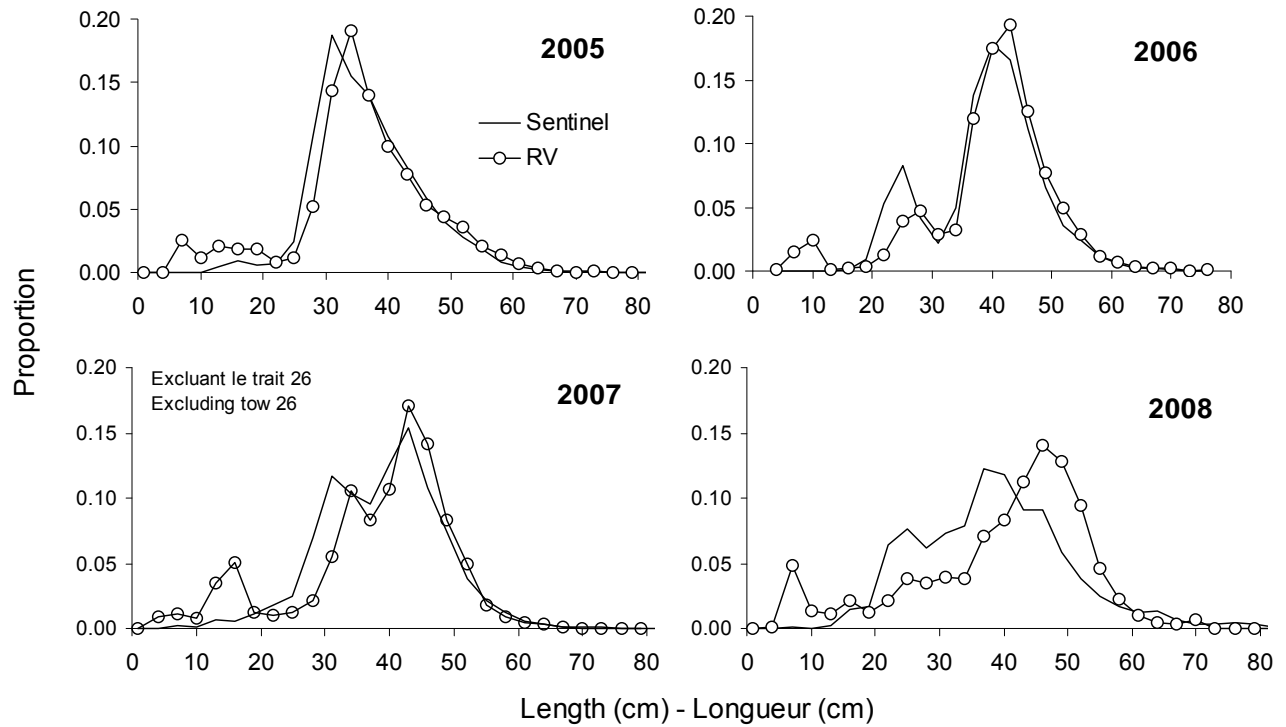 Proportion
0.20
0.15
0.10
0.05
0.00
0 10 20 30 40 50 60 70 80
2005
Sentinel
RV
0.20
0.15
0.10
0.05
0.00
0 10 20 30 40 50 60 70 80
2006
0.20
0.15
0.10
0.05
0.00
0 10 20 30 40 50 60 70 80
Excluant le trait 26
Excluding tow 26
2007
0.20
0.15
0.10
0.05
0.00
0 10 20 30 40 50 60 70 80
2008
Length (cm) - Longueur (cm)